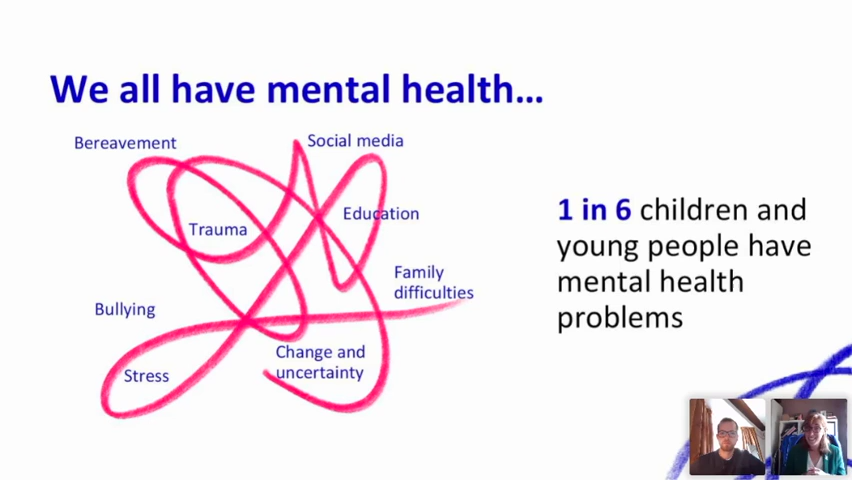 We all have mental health...
Bereavement
Social media
Trauma
Education
Family
difficulties
Bullying
Change and
uncertainty
Stress
1 in 6 children and
young people have
mental health
problems